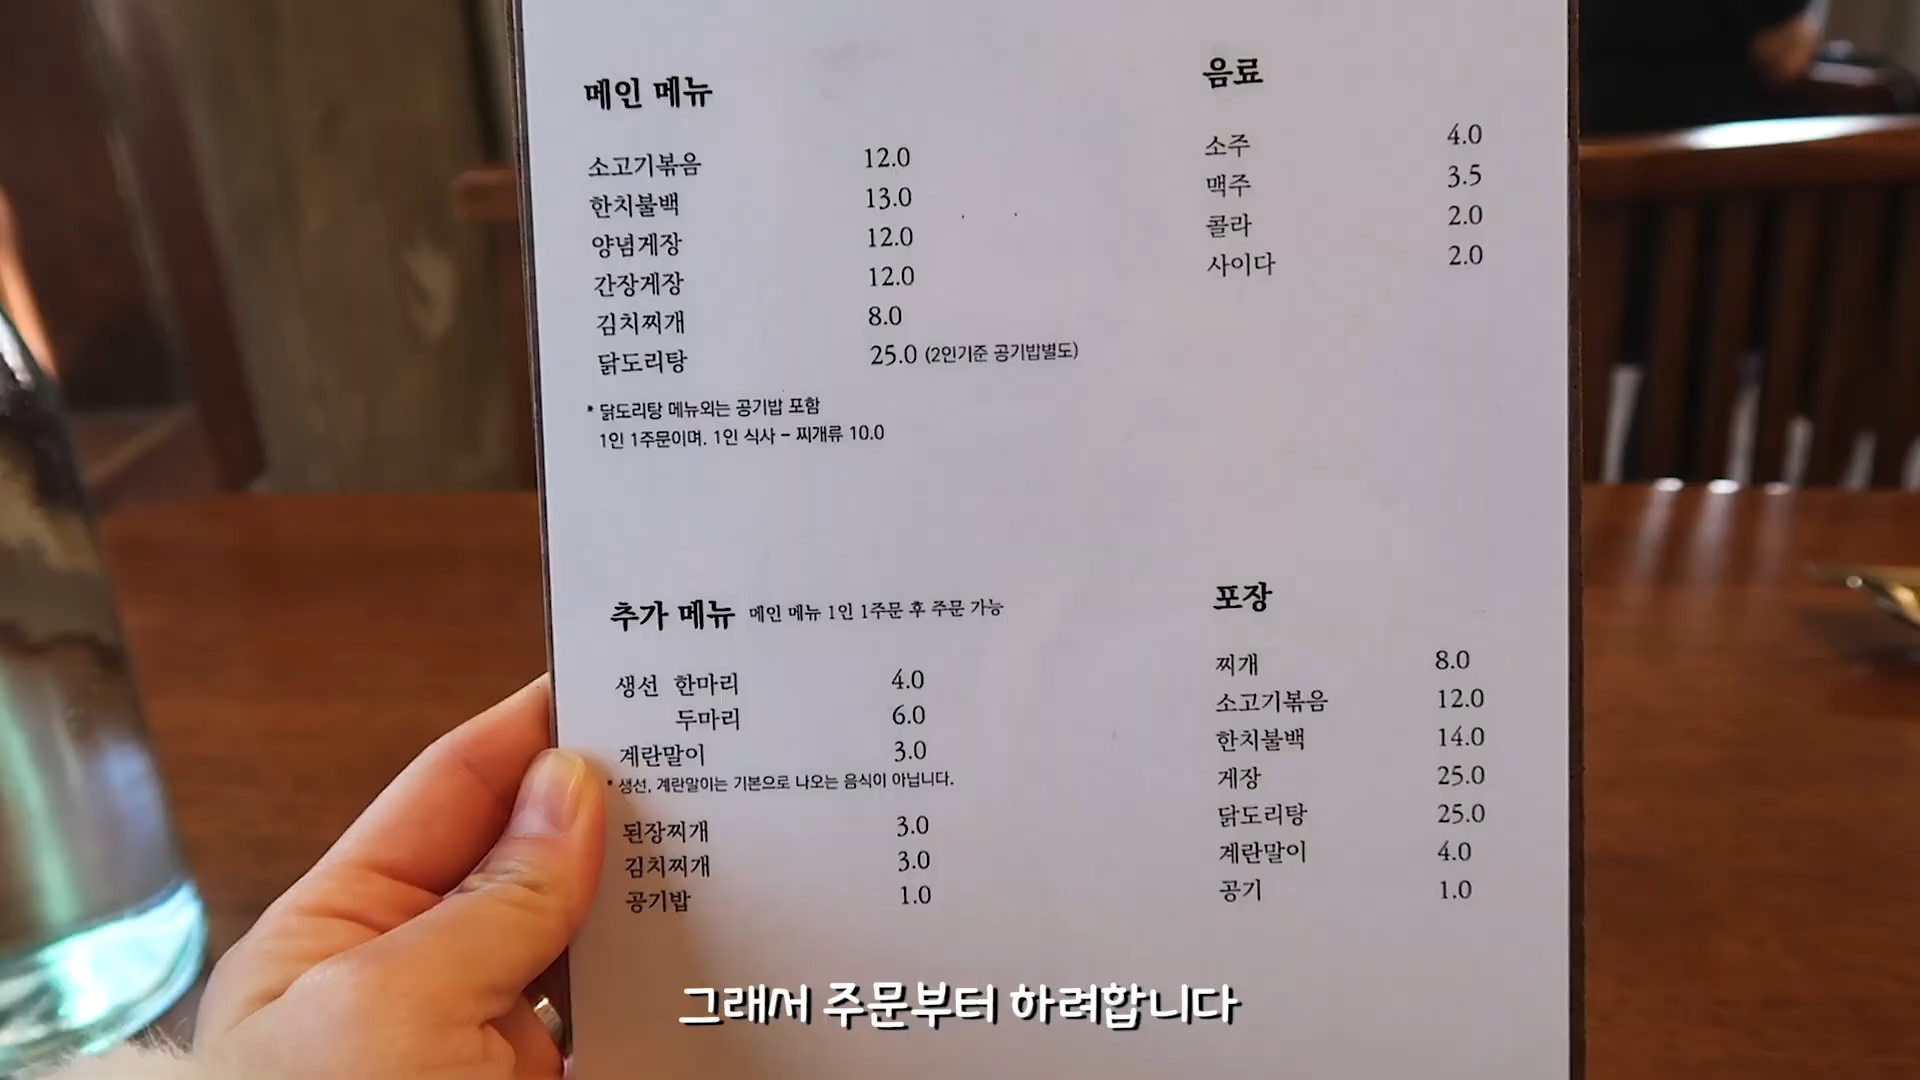 메인 메뉴
소고기볶음 12.0
한치불백 13.0
양념게장 12.0
간장게장 12.0
김치찌개 8.0
닭도리탕 25.0 (2인기준 공기밥별도)
* 닭도리탕 메뉴외는 공기밥 포함
1인 1주문이며. 1인 식사 - 찌개류 10.0
음료
소주 4.0
맥주 3.5
콜라 2.0
사이다 2.0
추가 메뉴 메인 메뉴 1인 1주문 후 주문 가능
생선 한마리 4.0
두마리 6.0
계란말이 3.0
* 생선, 계란말이는 기본으로 나오는 음식이 아닙니다.
된장찌개 3.0
김치찌개 3.0
공기밥 1.0
포장
찌개 8.0
소고기볶음 12.0
한치불백 14.0
게장 25.0
닭도리탕 25.0
계란말이 4.0
공기 1.0
그래서 주문부터 하려합니다